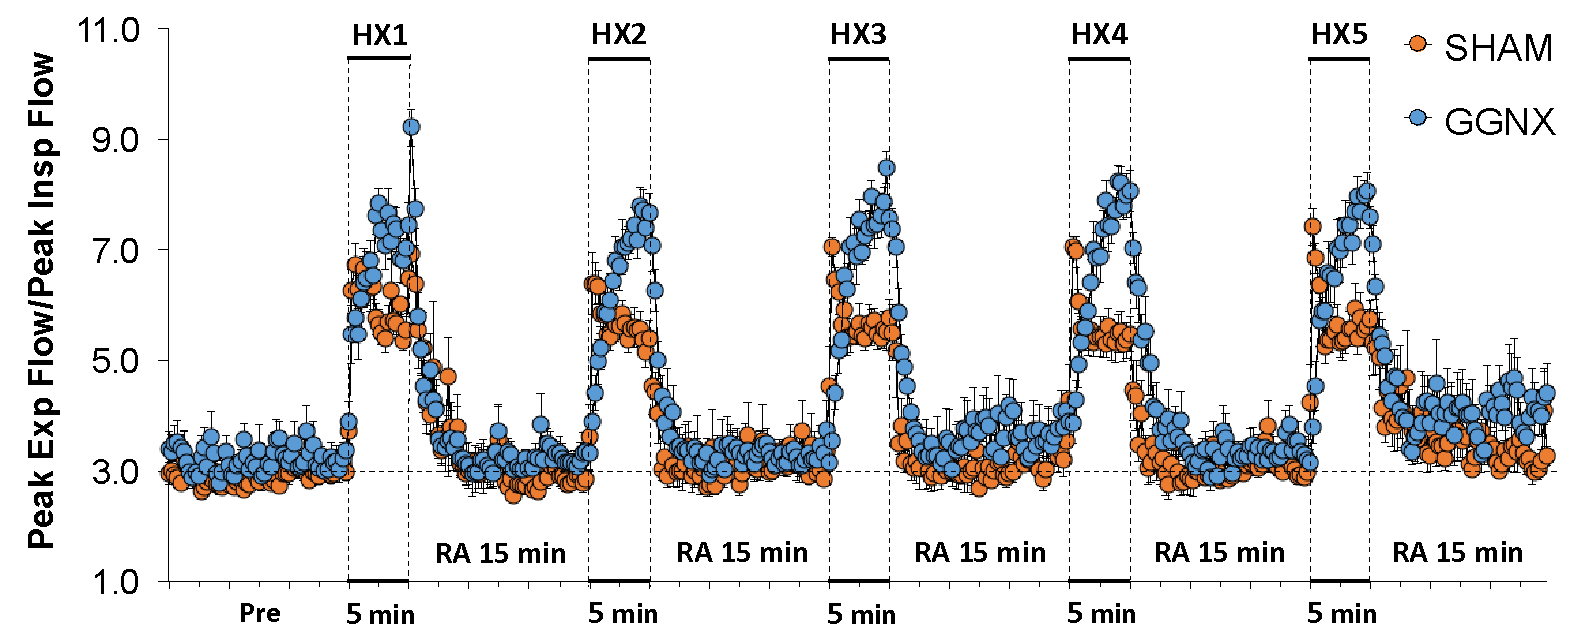 Peak Exp Flow/Peak Insp Flow
11.0
9.0
7.0
5.0
3.0
1.0
HX1
HX2
HX3
HX4
HX5
SHAM
GGNX
RA 15 min
RA 15 min
RA 15 min
RA 15 min
RA 15 min
Pre
5 min
5 min
5 min
5 min
5 min